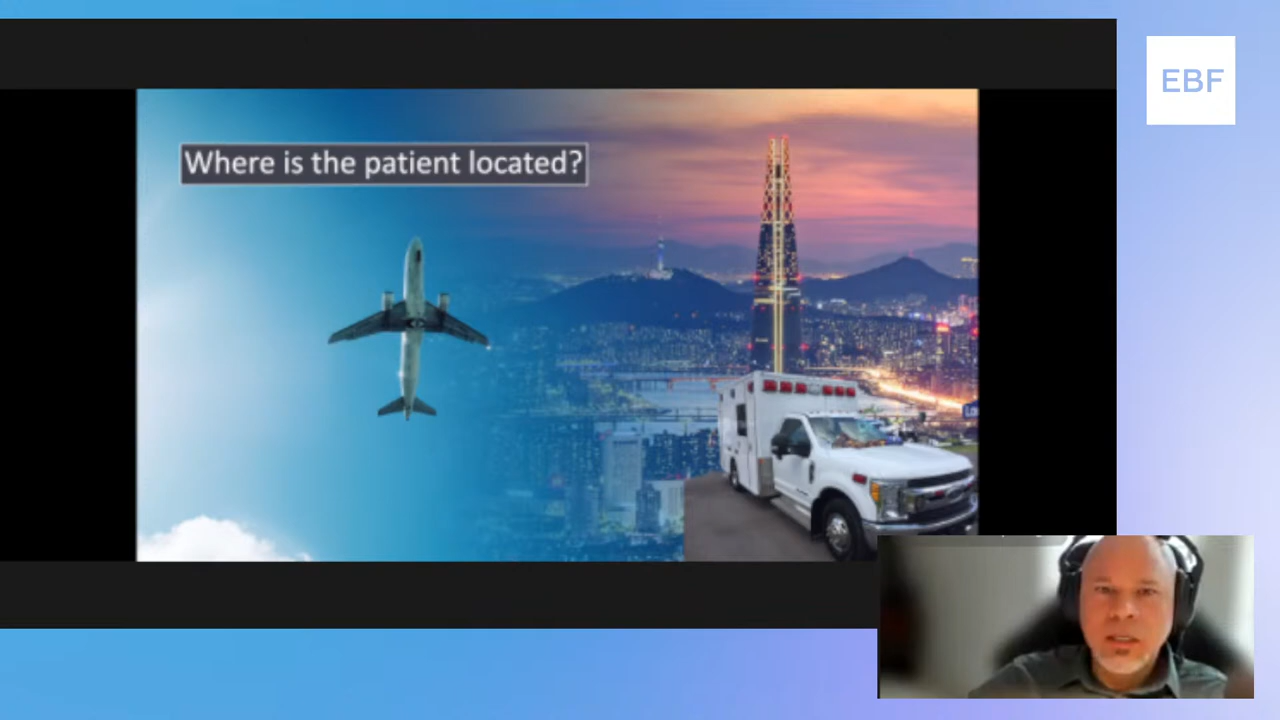 Where is the patient located?
EBF